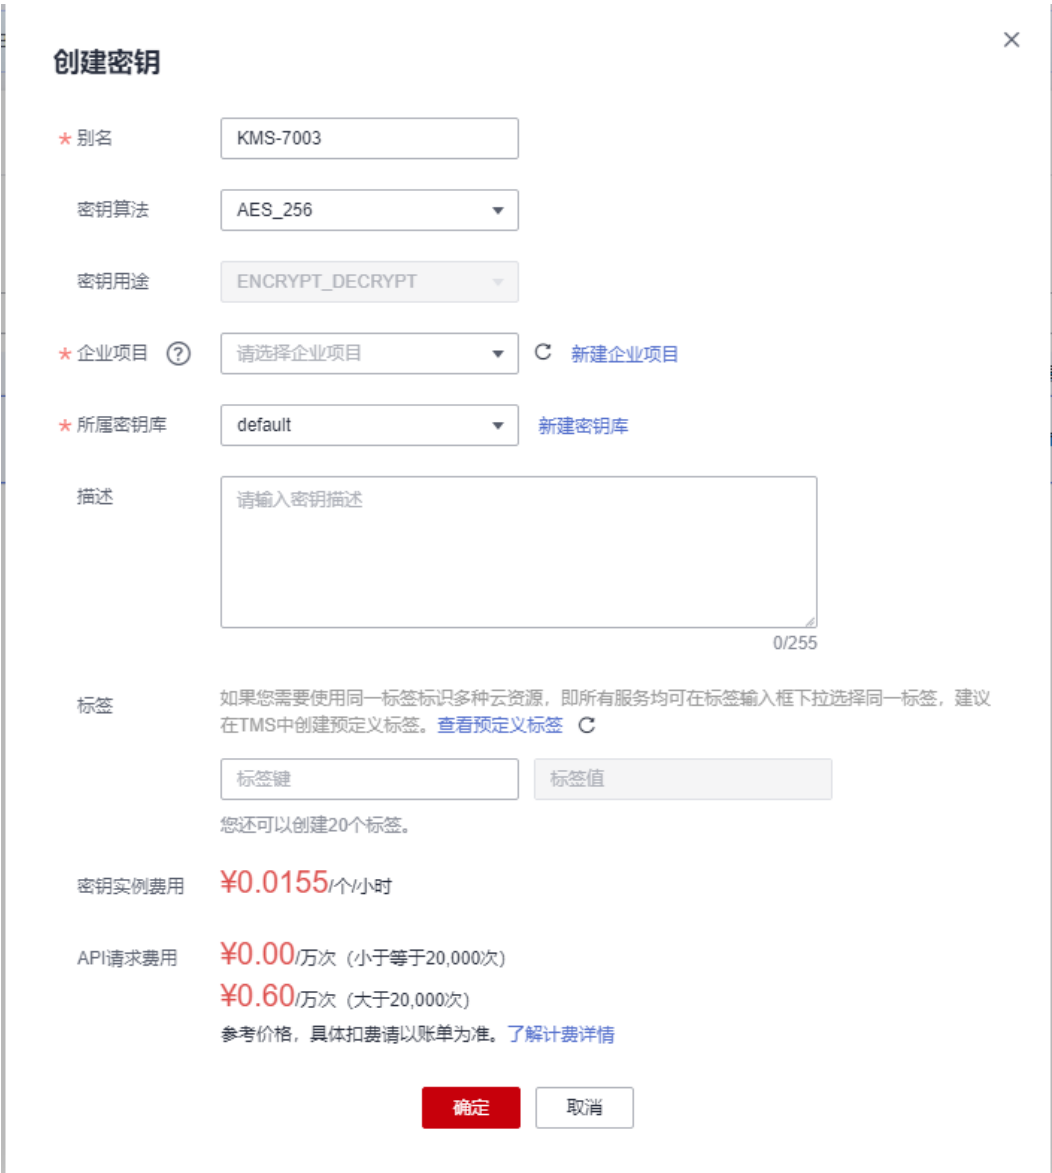 创建密钥
* 别名 KMS-7003
密钥算法 AES_256
密钥用途 ENCRYPT_DECRYPT
* 企业项目 ? 请选择企业项目 新建企业项目
* 所属密钥库 default 新建密钥库
描述 请输入密钥描述
0/255
标签 如果您需要使用同一标签标识多种云资源，即所有服务均可在标签输入框下拉选择同一标签，建议
在TMS中创建预定义标签。查看预定义标签
标签键 标签值
您还可以创建20个标签。
密钥实例费用 ¥0.0155/个/小时
API请求费用 ¥0.00/万次（小于等于20,000次）
¥0.60/万次（大于20,000次）
参考价格，具体扣费请以账单为准。了解计费详情
确定 取消